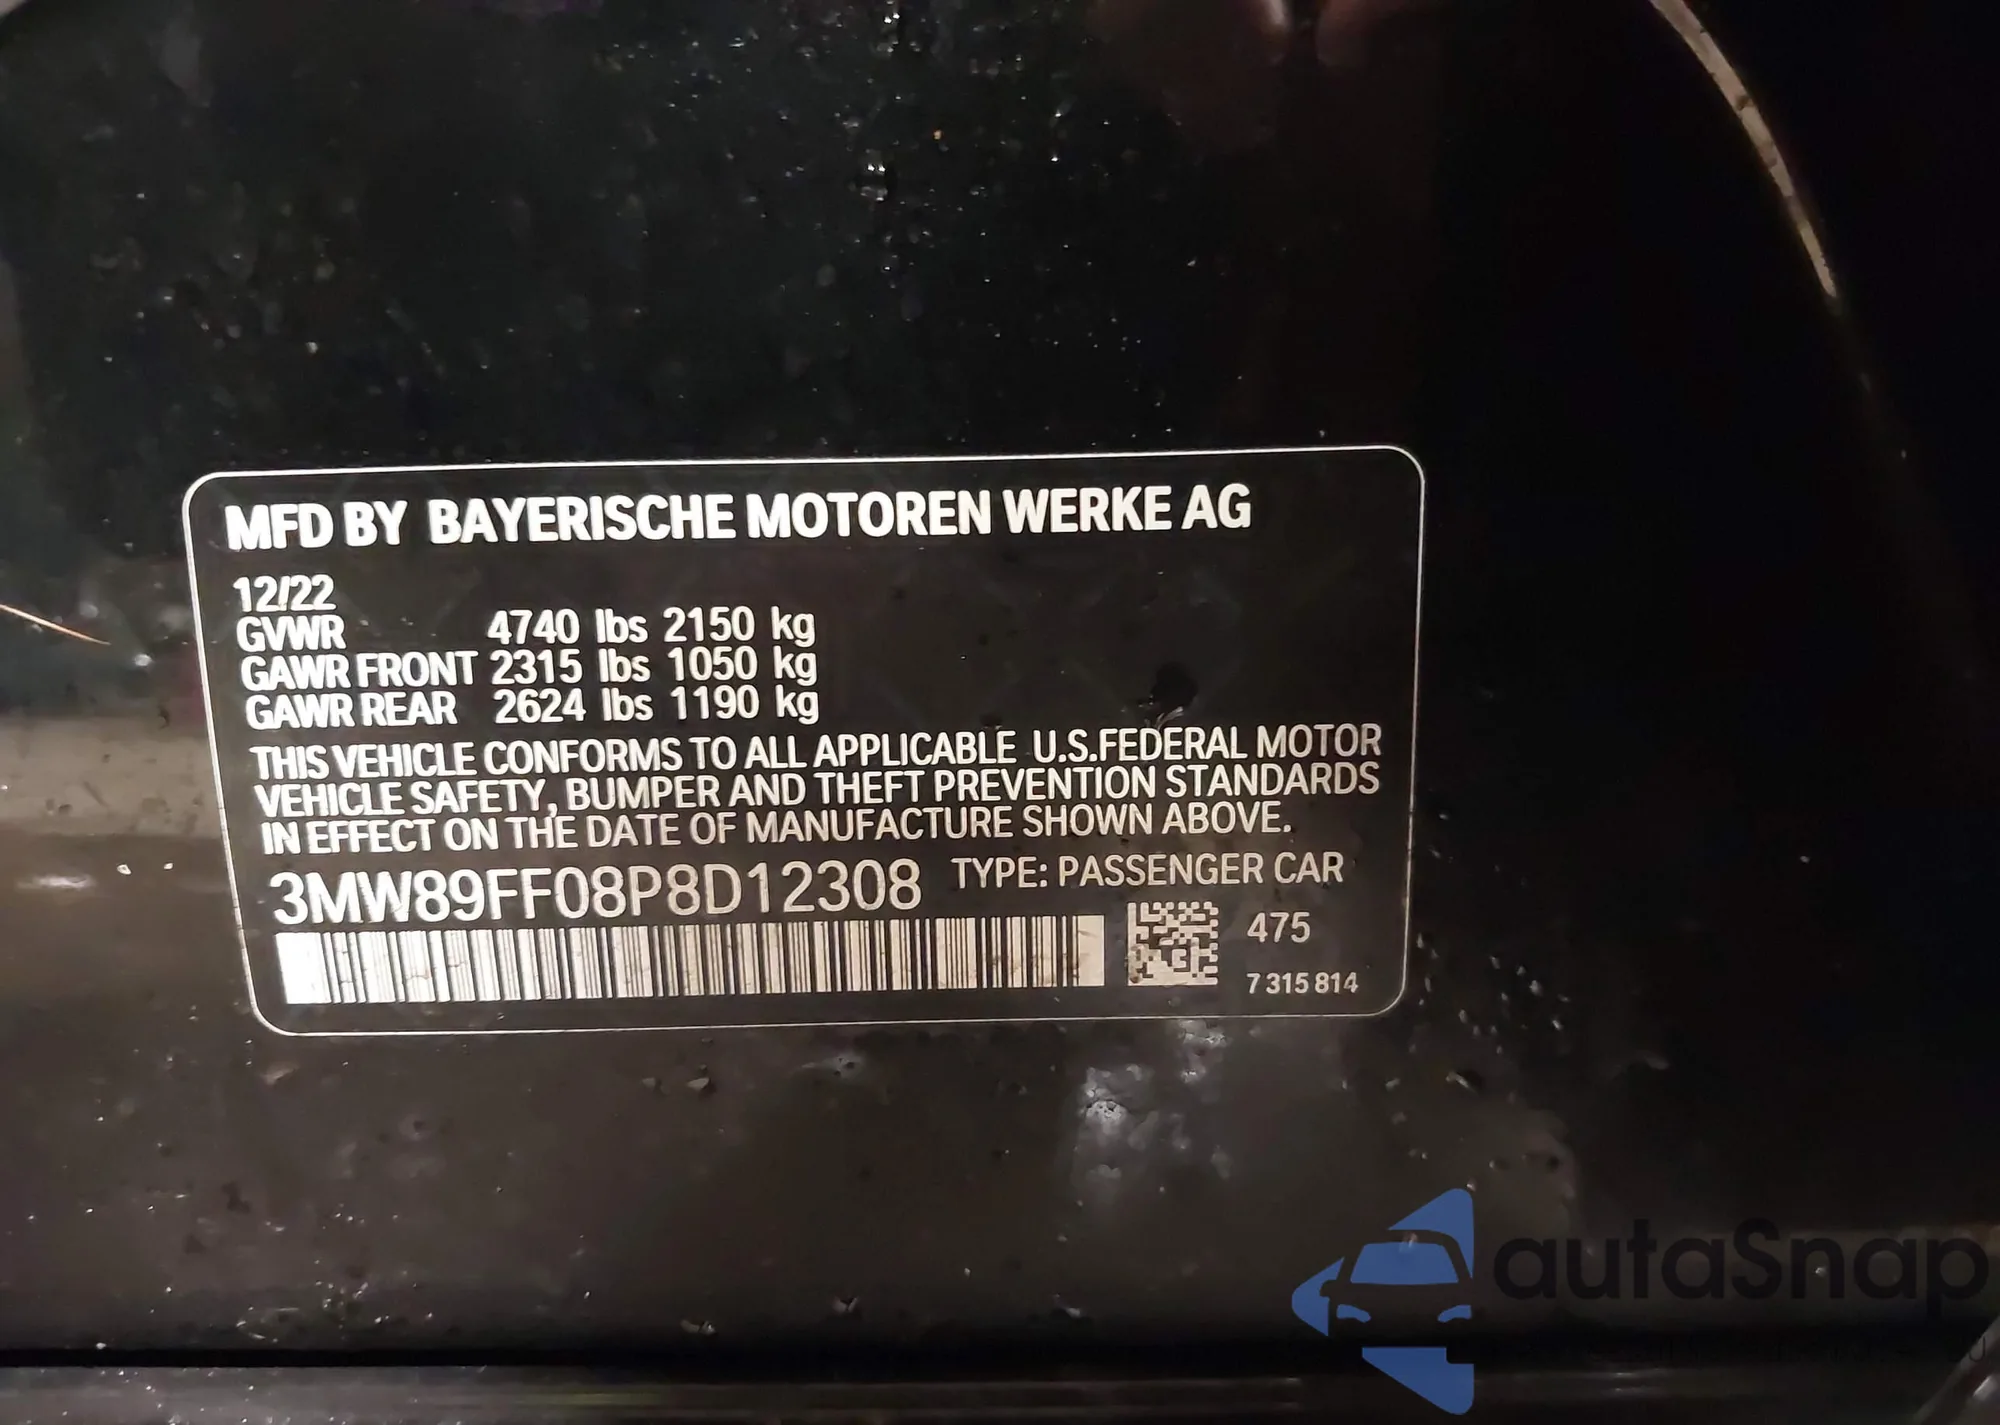 MFD BY BAYERISCHE MOTOREN WERKE AG
12/22
GVWR 4740 lbs 2150 kg
GAWR FRONT 2315 lbs 1050 kg
GAWR REAR 2624 lbs 1190 kg
THIS VEHICLE CONFORMS TO ALL APPLICABLE U.S.FEDERAL MOTOR
VEHICLE SAFETY, BUMPER AND THEFT PREVENTION STANDARDS
IN EFFECT ON THE DATE OF MANUFACTURE SHOWN ABOVE.
3MW89FF08P8D12308 TYPE: PASSENGER CAR
475
7 315 814
autaSnap